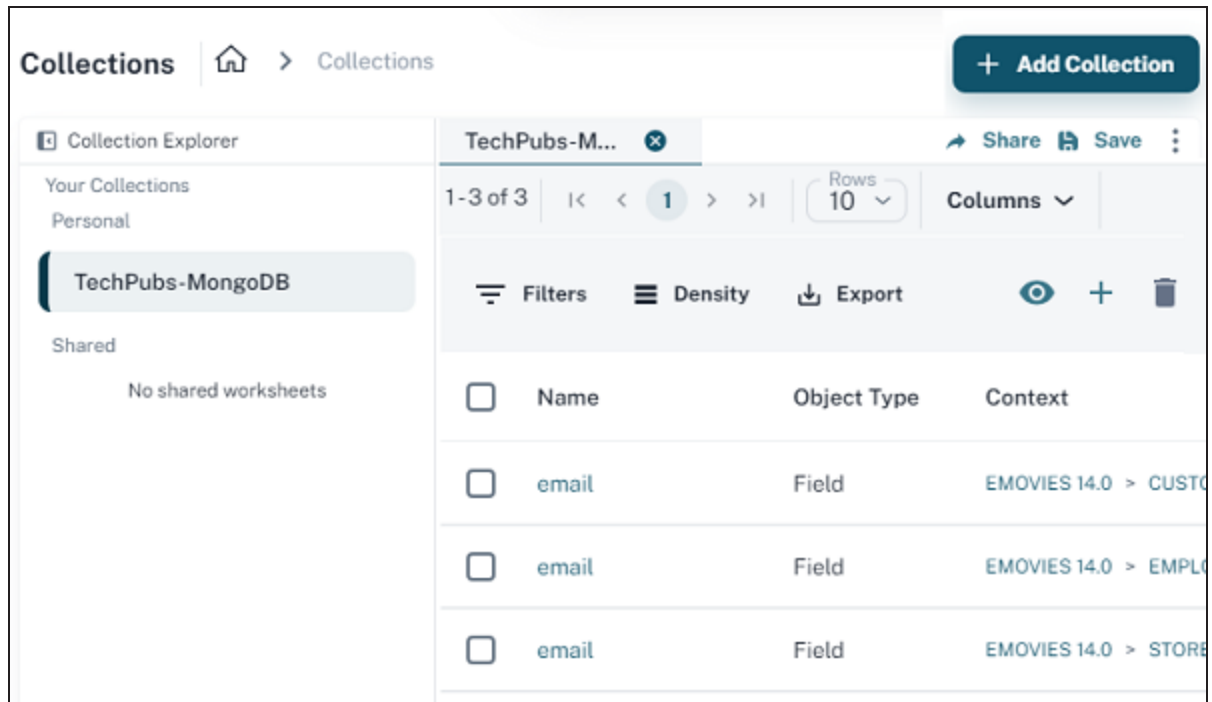 Collections > Collections
+ Add Collection
Collection Explorer
Your Collections
Personal
TechPubs-MongoDB
Shared
No shared worksheets
TechPubs-M...
Share Save
1-3 of 3 |< < 1 > >| Rows 10 Columns
Filters Density Export
Name Object Type Context
email Field EMOVIES 14.0 > CUSTO
email Field EMOVIES 14.0 > EMPLO
email Field EMOVIES 14.0 > STORE